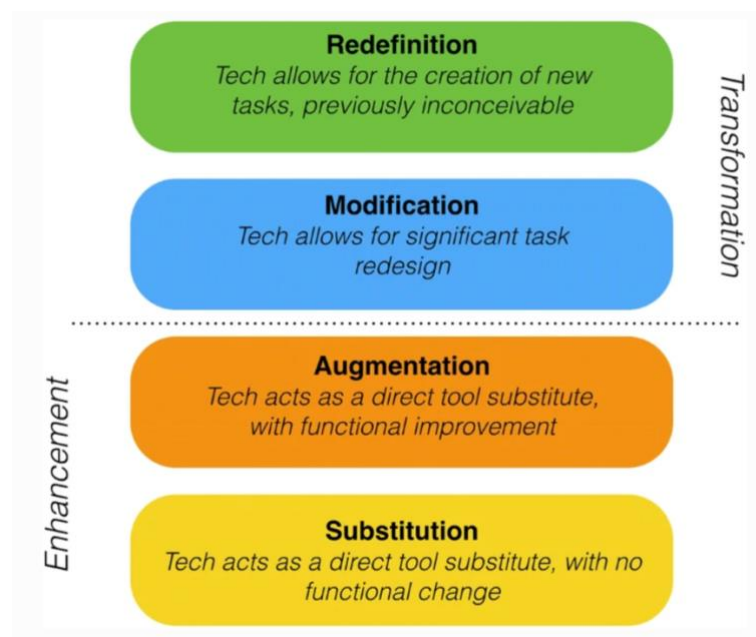 Redefinition
Tech allows for the creation of new
tasks, previously inconceivable
Transformation
Modification
Tech allows for significant task
redesign
Augmentation
Tech acts as a direct tool substitute,
with functional improvement
Enhancement
Substitution
Tech acts as a direct tool substitute, with no
functional change